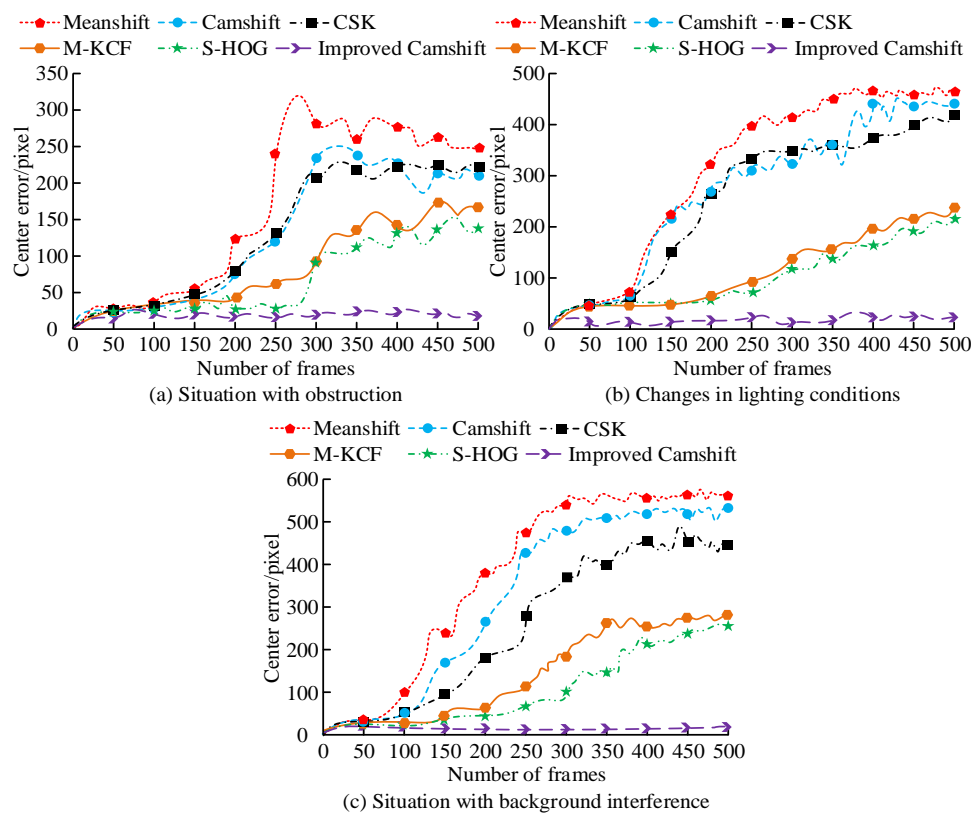 Meanshift Camshift CSK
M-KCF S-HOG Improved Camshift
350
300
250
200
150
100
50
0
Center error/pixel
0 50 100 150 200 250 300 350 400 450 500
Number of frames
(a) Situation with obstruction
Meanshift Camshift CSK
M-KCF S-HOG Improved Camshift
500
400
300
200
100
0
Center error/pixel
0 50 100 150 200 250 300 350 400 450 500
Number of frames
(b) Changes in lighting conditions
Meanshift Camshift CSK
M-KCF S-HOG Improved Camshift
600
500
400
300
200
100
0
Center error/pixel
0 50 100 150 200 250 300 350 400 450 500
Number of frames
(c) Situation with background interference